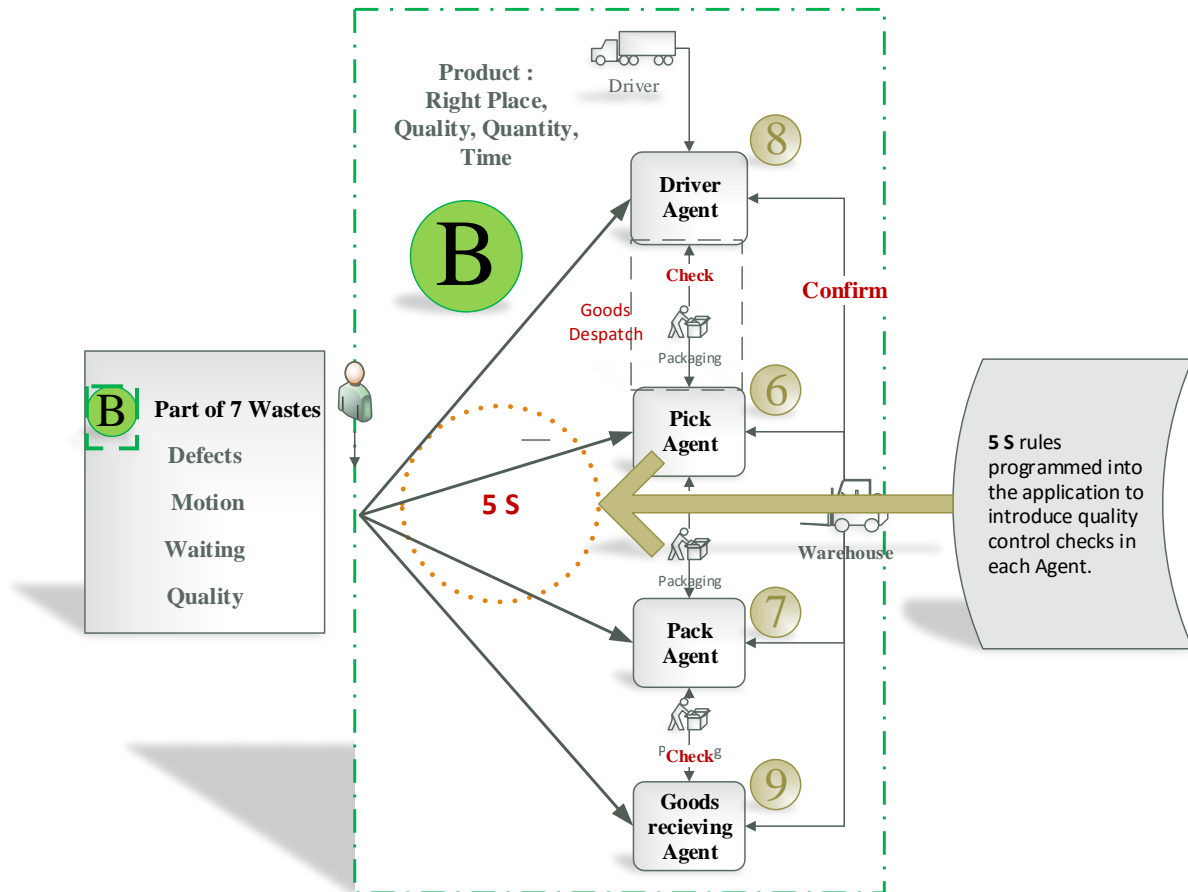 Product :
Right Place,
Quality, Quantity,
Time
B
Driver
8
Driver
Agent
Check
Confirm
Goods
Despatch
Packaging
B
Part of 7 Wastes
Defects
Motion
Waiting
Quality
6
Pick
Agent
5 S
5 S rules
programmed into
the application to
introduce quality
control checks in
each Agent.
Warehouse
Packaging
7
Pack
Agent
Check
9
Goods
recieving
Agent